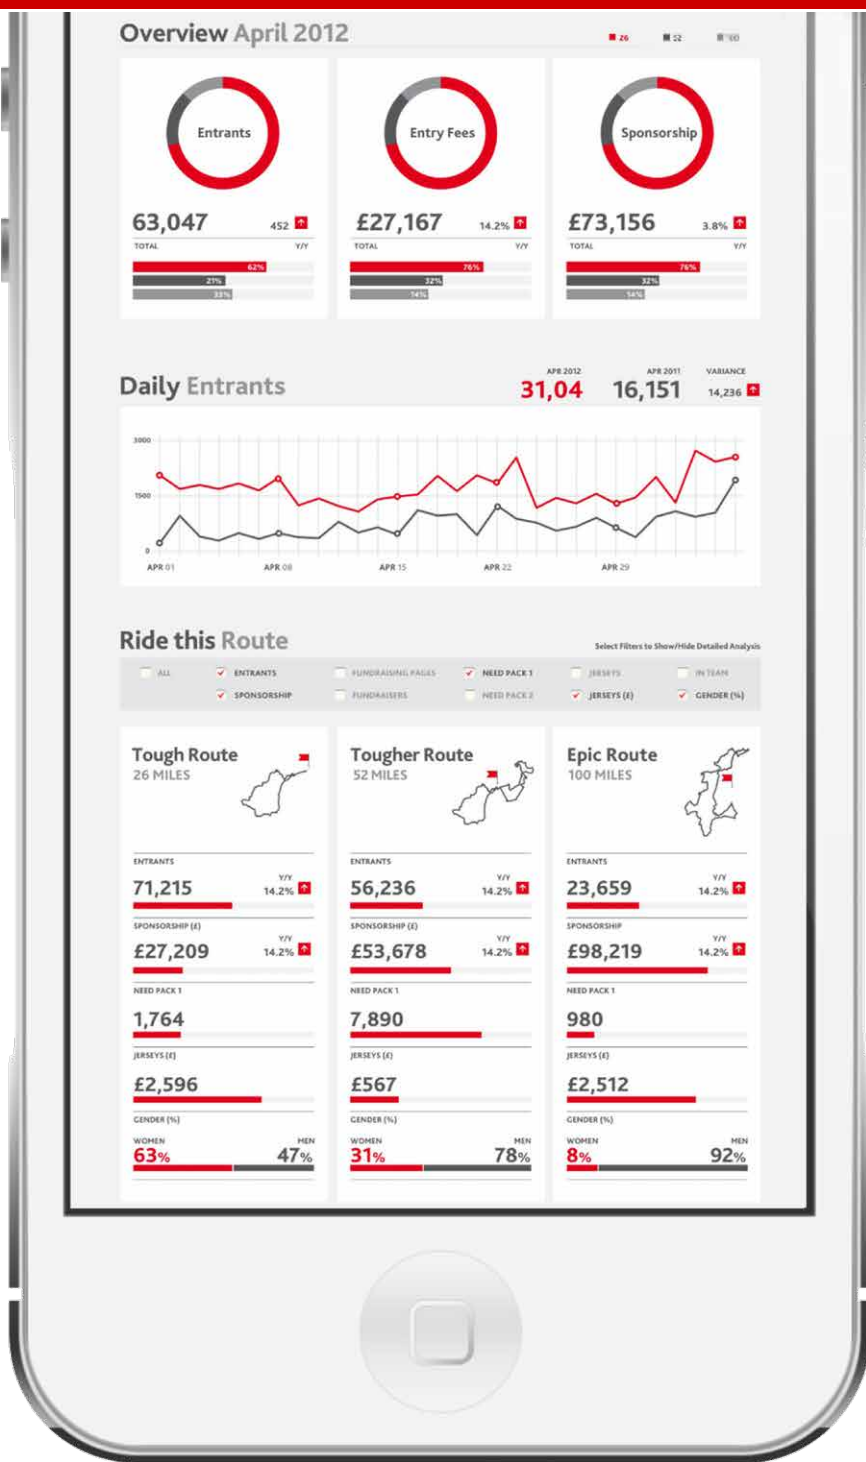 Overview April 2012
26 52
Entrants Entry Fees Sponsorship
63,047 452 £27,167 14.2% £73,156 3.8%
TOTAL Y/Y TOTAL Y/Y TOTAL Y/Y
62% 76% 76%
21% 32% 32%
33% 14% 14%
APR 2012 APR 2011 VARIANCE
Daily Entrants 31,04 16,151 14,236
3000
1500
0
APR 01 APR 08 APR 15 APR 22 APR 29
Ride this Route Select Filters to Show/Hide Detailed Analysis
ALL ENTRANTS FUNDRAISING PAGES NEED PACK 1 JERSEYS IN TEAM
SPONSORSHIP FUNDRAISERS NEED PACK 2 JERSEYS (£) GENDER (%)
Tough Route Tougher Route Epic Route
26 MILES 52 MILES 100 MILES
ENTRANTS ENTRANTS ENTRANTS
Y/Y Y/Y Y/Y
71,215 14.2% 56,236 14.2% 23,659 14.2%
SPONSORSHIP (£) SPONSORSHIP (£) SPONSORSHIP
Y/Y Y/Y Y/Y
£27,209 14.2% £53,678 14.2% £98,219 14.2%
NEED PACK 1 NEED PACK 1 NEED PACK 1
1,764 7,890 980
JERSEYS (£) JERSEYS (£) JERSEYS (£)
£2,596 £567 £2,512
GENDER (%) GENDER (%) GENDER (%)
WOMEN MEN WOMEN MEN WOMEN MEN
63% 47% 31% 78% 8% 92%